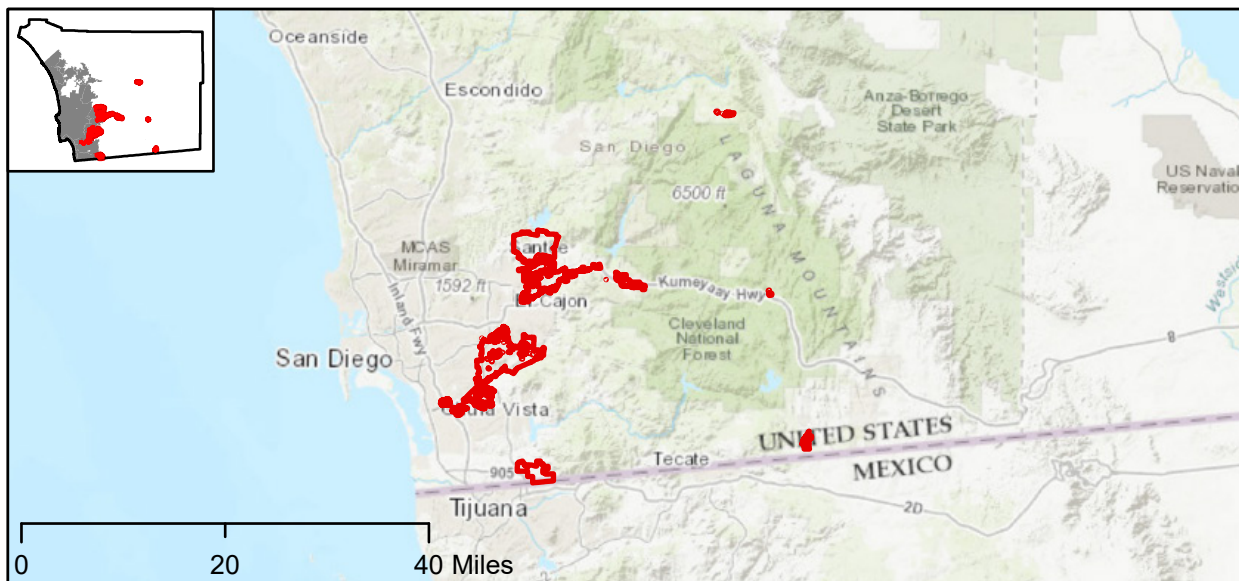 Oceanside
Escondido
Anza-Borrego
Desert
State Park
San Diego
US Naval
Reservation
LAGUNA MOUNTAINS
6500 ft
Santee
MCAS
Miramar
1592 ft
Inland Fwy
El Cajon
Kumeyaay Hwy
Westside
Cleveland
National
Forest
San Diego
8
Chula Vista
UNITED STATES
MEXICO
905
Tecate
Tijuana
2D
0
20
40 Miles